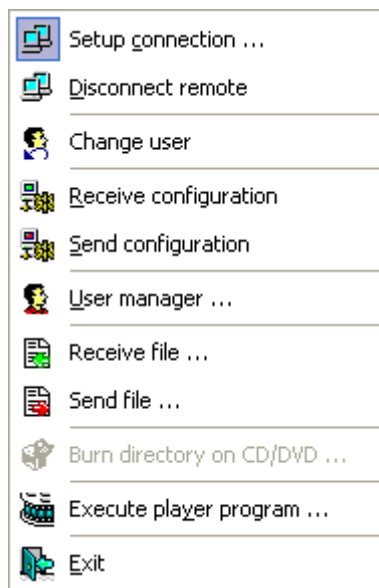 Setup connection ...
Disconnect remote
Change user
Receive configuration
Send configuration
User manager ...
Receive file ...
Send file ...
Burn directory on CD/DVD ...
Execute player program ...
Exit